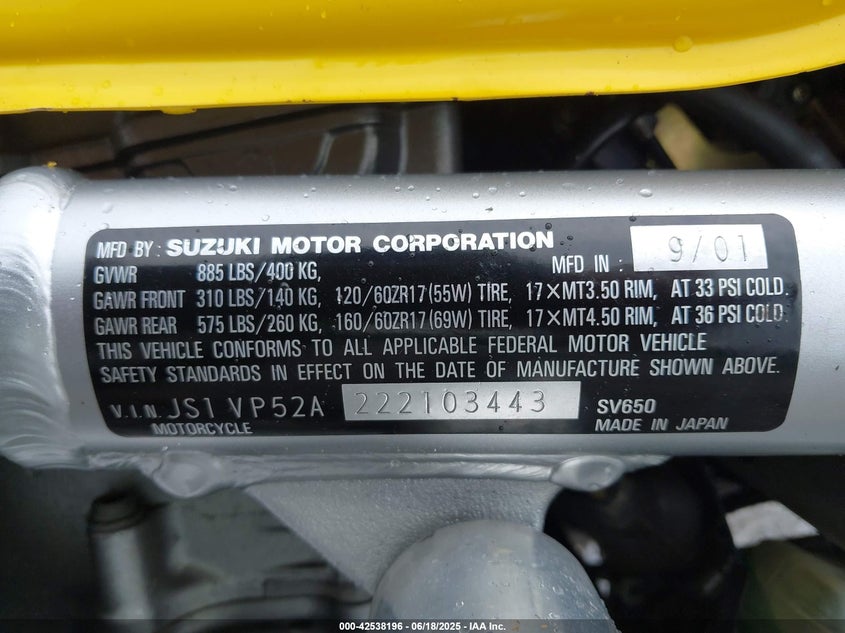 MFD BY: SUZUKI MOTOR CORPORATION
MFD IN: 9/01
GVWR 885 LBS/400 KG,
GAWR FRONT 310 LBS/140 KG, 120/60ZR17(55W) TIRE, 17×MT3.50 RIM, AT 33 PSI COLD.
GAWR REAR 575 LBS/260 KG, 160/60ZR17(69W) TIRE, 17×MT4.50 RIM, AT 36 PSI COLD.
THIS VEHICLE CONFORMS TO ALL APPLICABLE FEDERAL MOTOR VEHICLE
SAFETY STANDARDS IN EFFECT ON THE DATE OF MANUFACTURE SHOWN ABOVE.
V.I.N. JS1VP52A 222103443 SV650
MOTORCYCLE MADE IN JAPAN
000-42538196 - 06/18/2025 - IAA Inc.